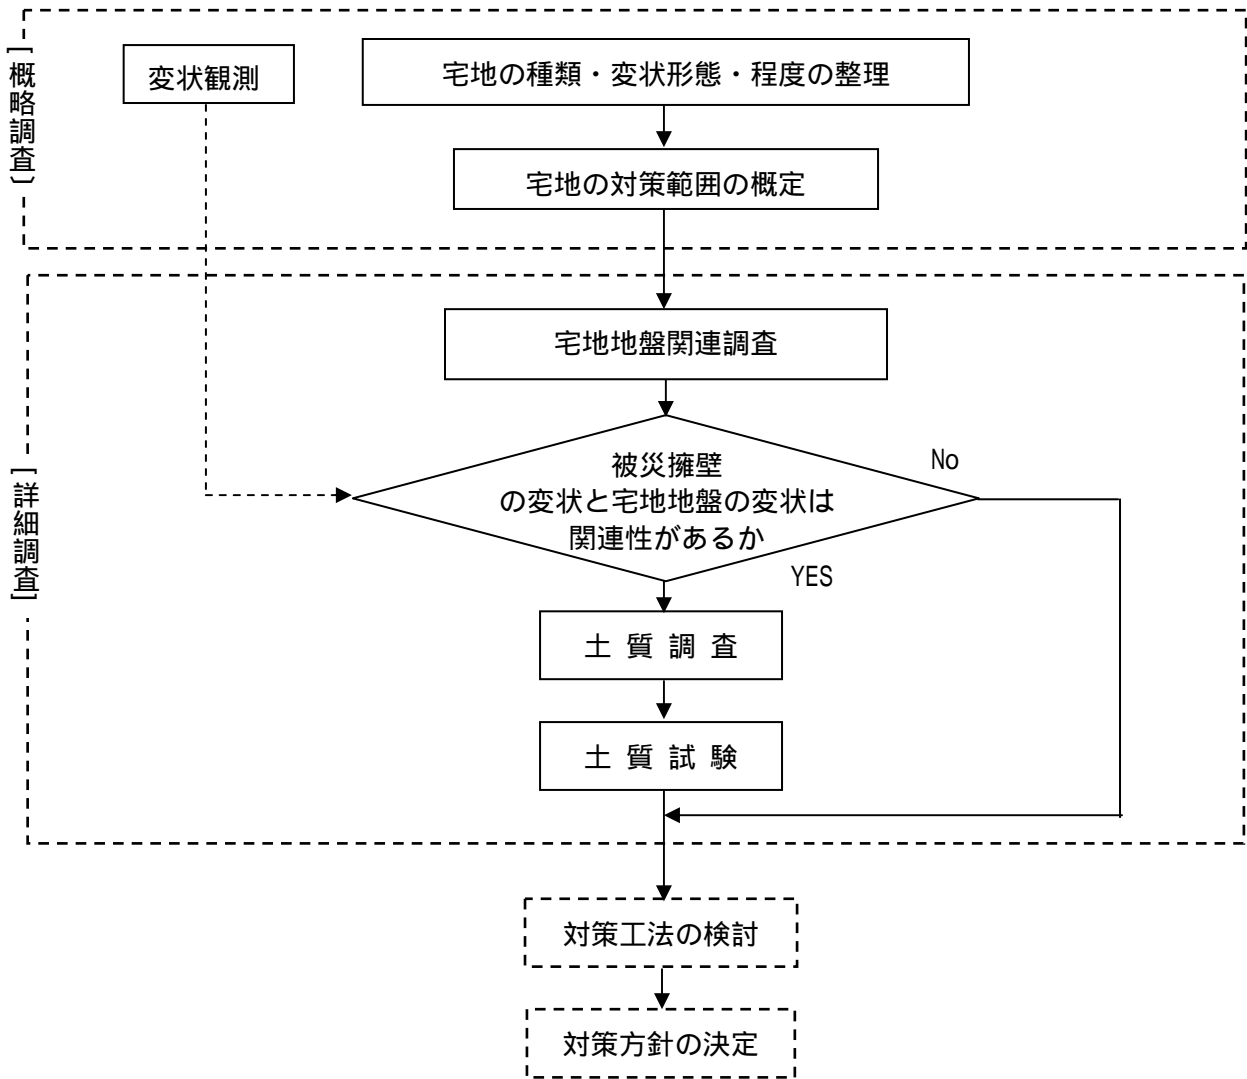 [概略調査]
変状観測
宅地の種類・変状形態・程度の整理
宅地の対策範囲の概定
[詳細調査]
宅地地盤関連調査
被災擁壁
の変状と宅地地盤の変状は
関連性があるか
No
YES
土 質 調 査
土 質 試 験
対策工法の検討
対策方針の決定